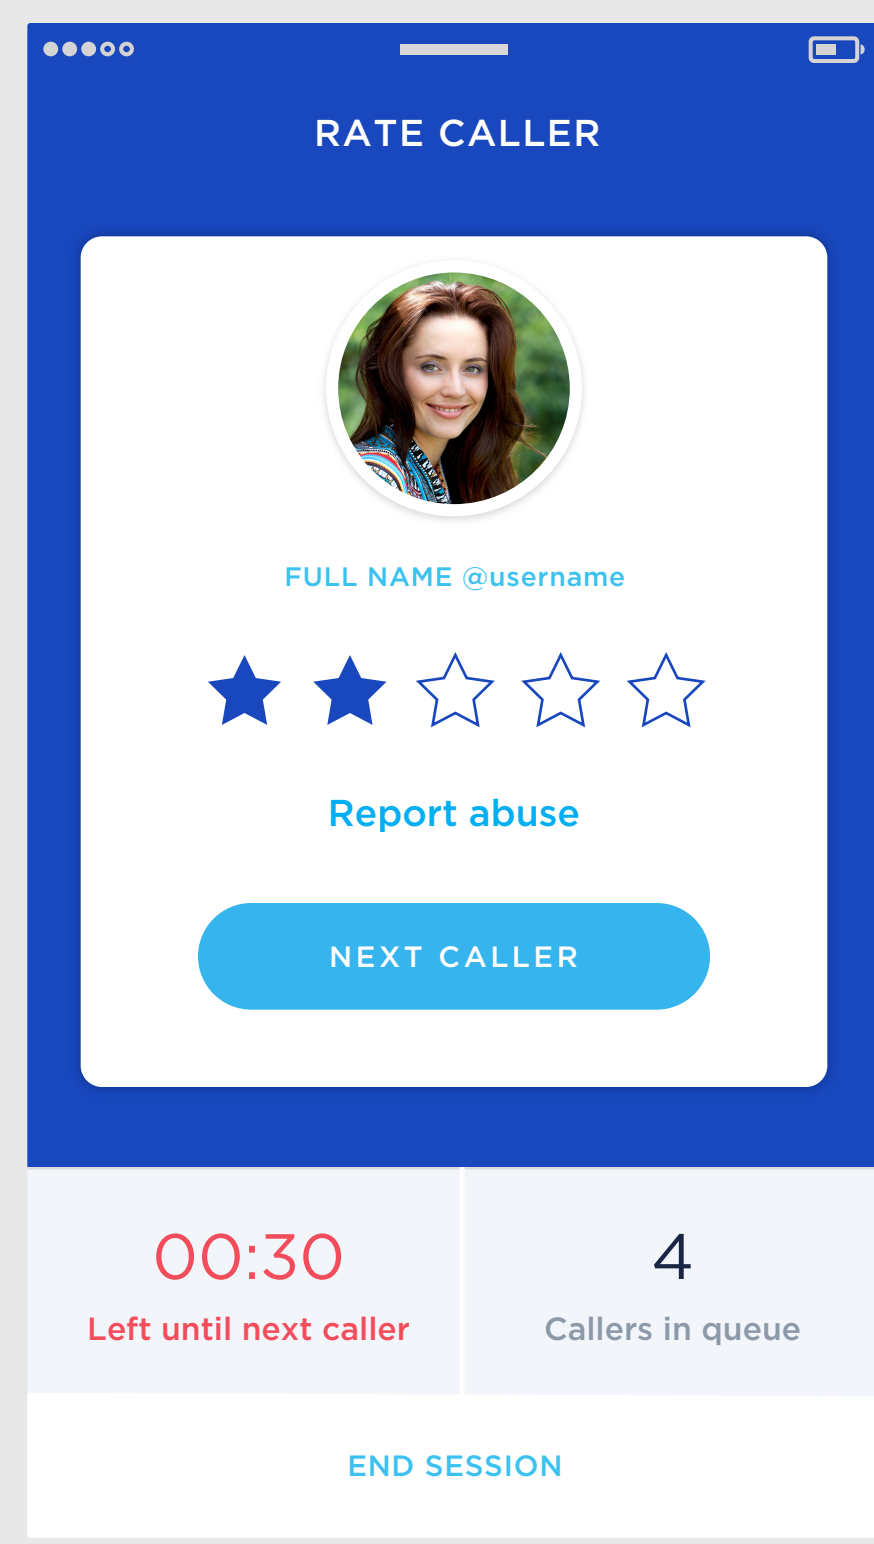 RATE CALLER
FULL NAME @username
Report abuse
NEXT CALLER
00:30
Left until next caller
4
Callers in queue
END SESSION